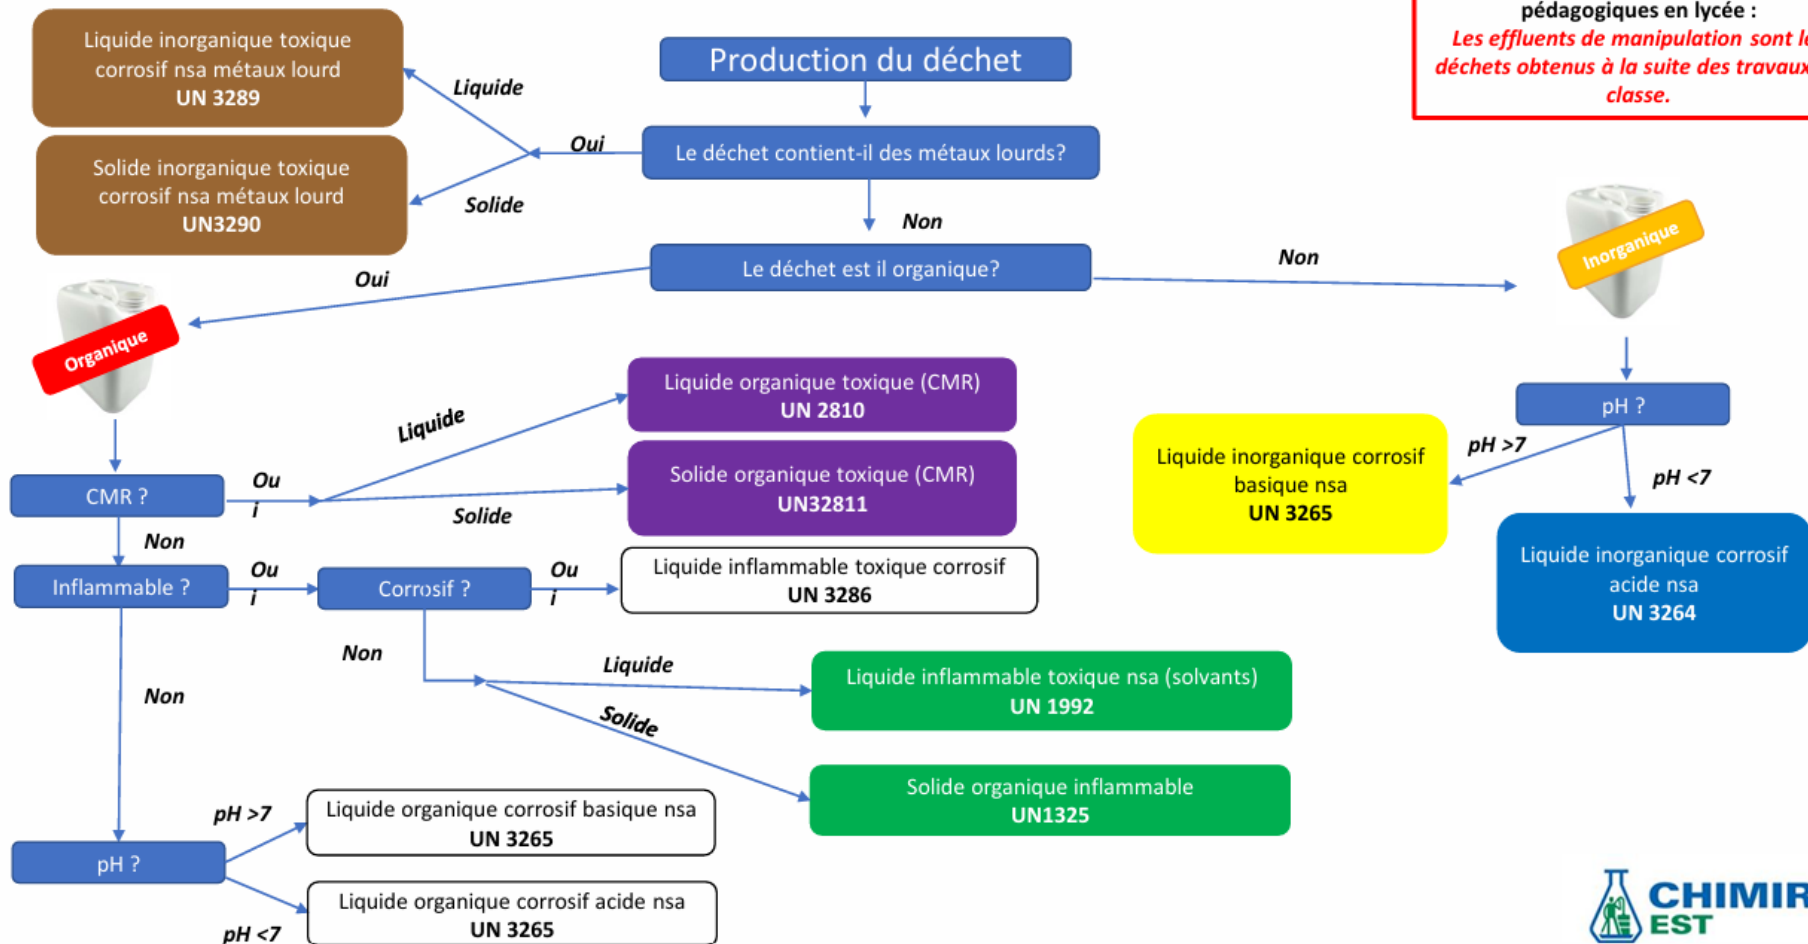 pédagogiques en lycée :
Les effluents de manipulation sont le
déchets obtenus à la suite des travaux
classe.
Production du déchet
Liquide inorganique toxique
corrosif nsa métaux lourd
UN 3289
Liquide
Oui
Le déchet contient-il des métaux lourds?
Solide inorganique toxique
corrosif nsa métaux lourd
UN3290
Solide
Non
Le déchet est il organique?
Oui
Non
Organique
Inorganique
CMR ?
Ou
i
Liquide
Liquide organique toxique (CMR)
UN 2810
Solide
Solide organique toxique (CMR)
UN32811
Non
Inflammable ?
Ou
i
Corrosif ?
Ou
i
Liquide inflammable toxique corrosif
UN 3286
Non
Liquide
Liquide inflammable toxique nsa (solvants)
UN 1992
Solide
Solide organique inflammable
UN1325
Non
pH ?
pH >7
Liquide organique corrosif basique nsa
UN 3265
pH <7
Liquide organique corrosif acide nsa
UN 3265
pH ?
pH >7
Liquide inorganique corrosif
basique nsa
UN 3265
pH <7
Liquide inorganique corrosif
acide nsa
UN 3264
CHIMIR
EST